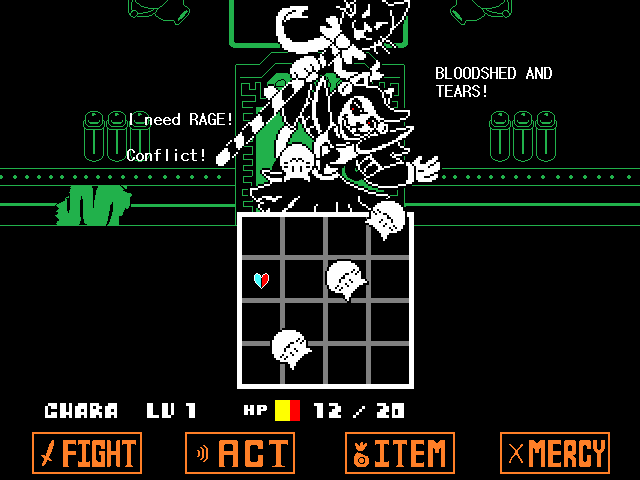 BLOODSHED AND
TEARS!
I need RAGE!
Conflict!
CHARA LV 1 HP 12 / 20
FIGHT ACT ITEM MERCY